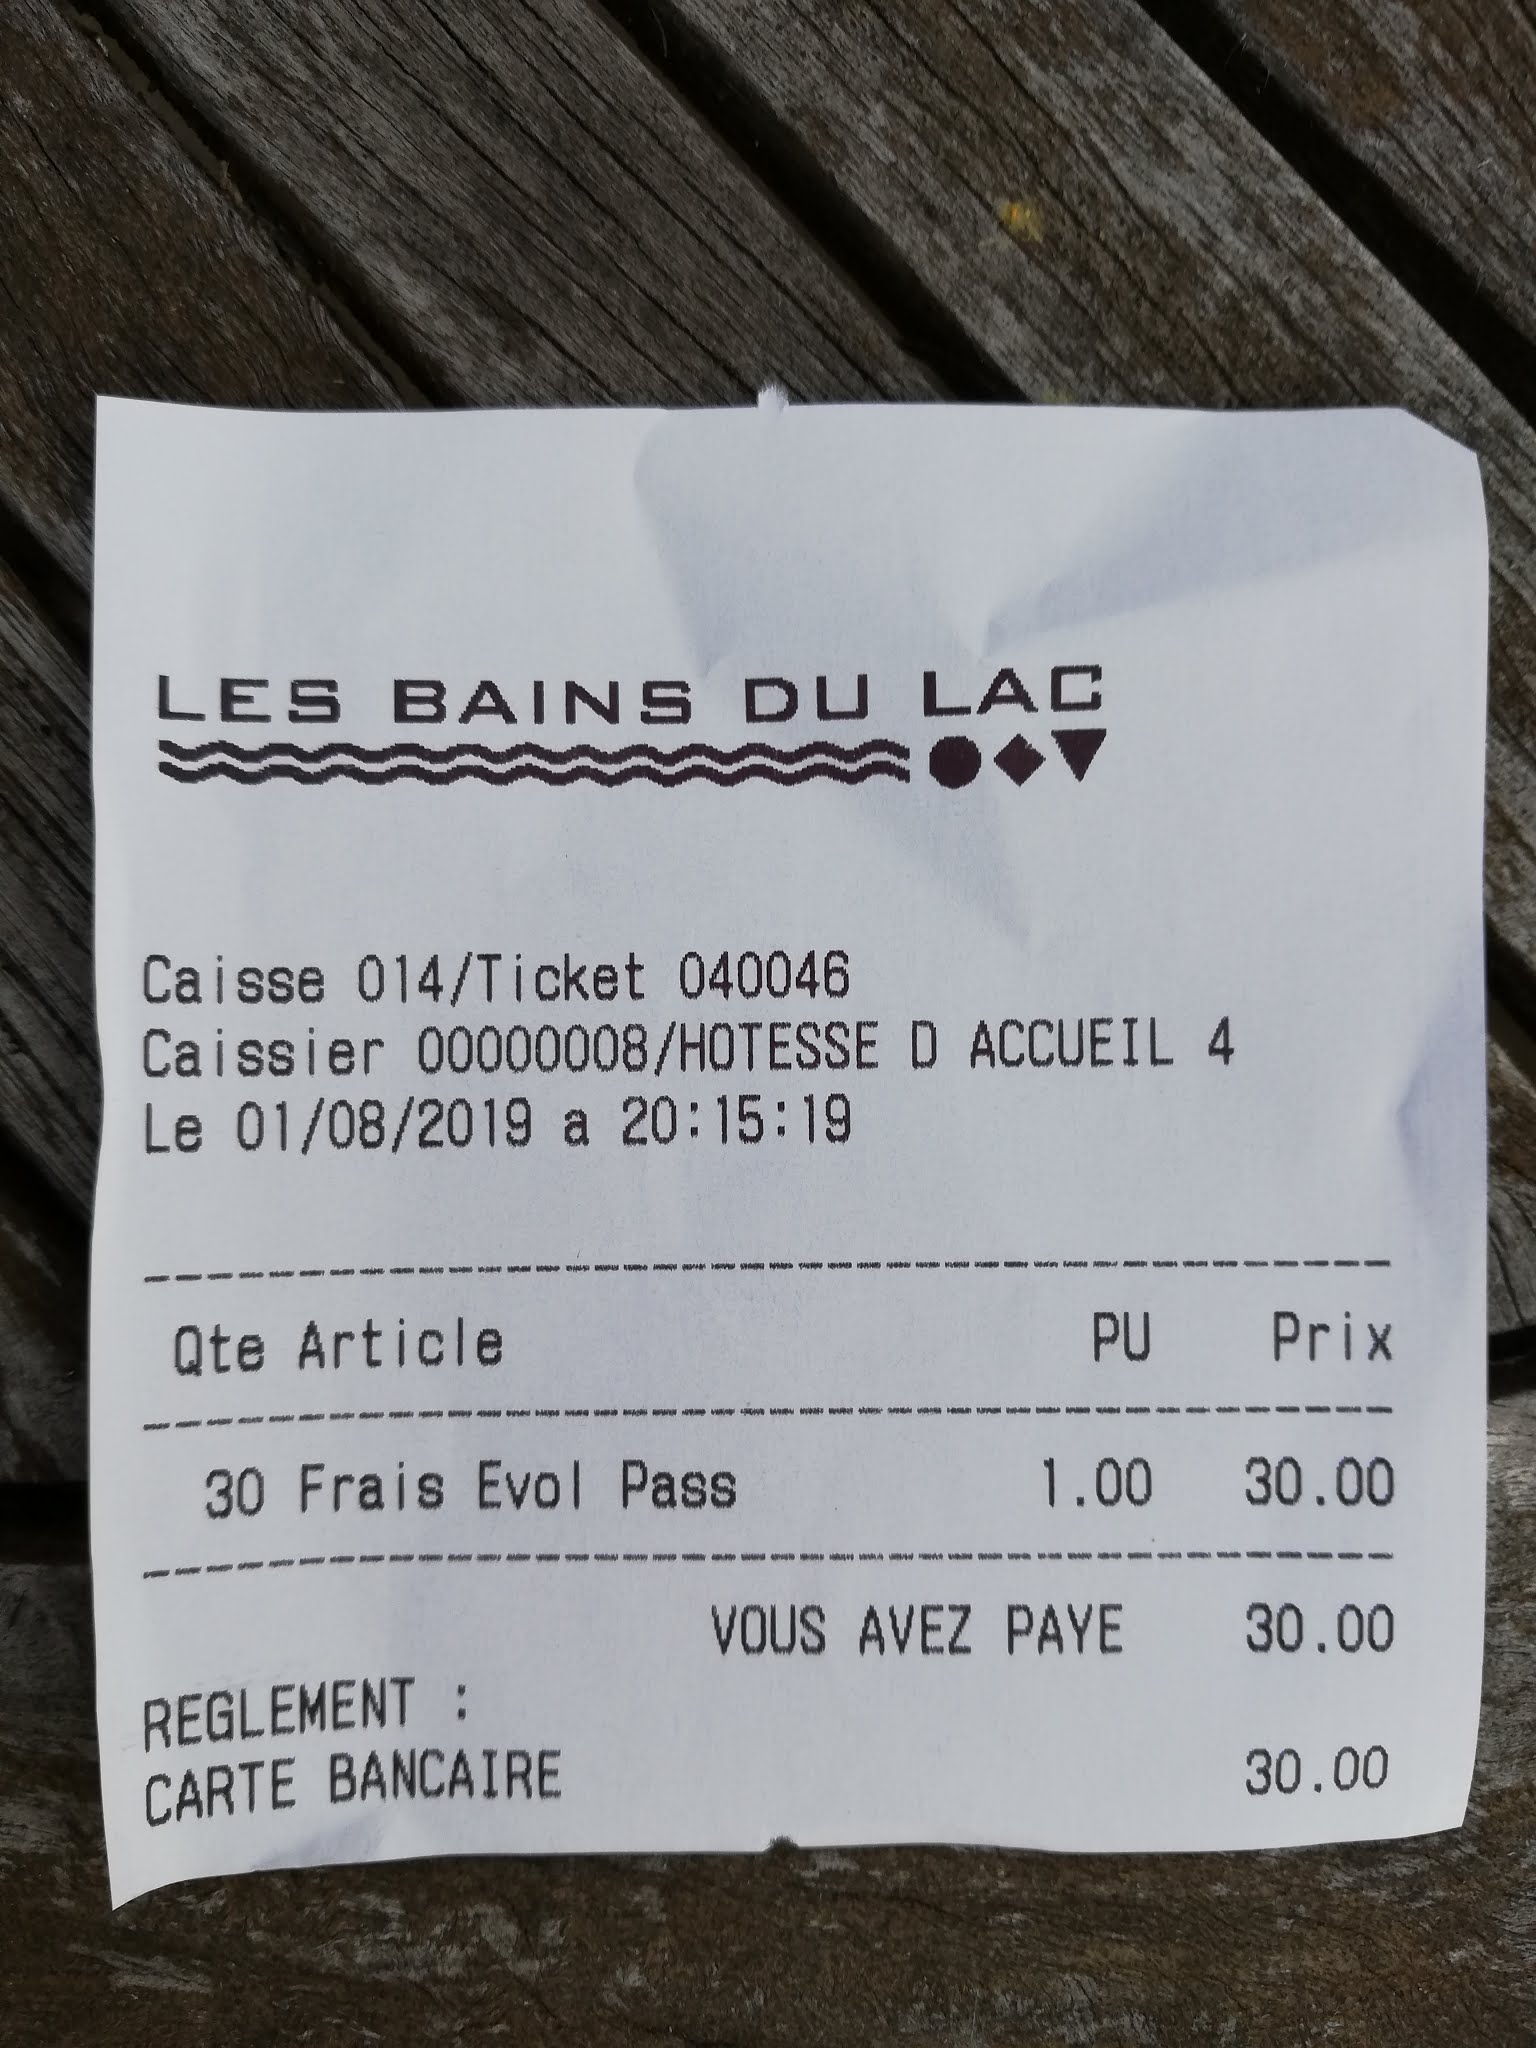 LES BAINS DU LAC
Caisse 014/Ticket 040046
Caissier 00000008/HOTESSE D ACCUEIL 4
Le 01/08/2019 a 20:15:19
Qte Article PU Prix
30 Frais Evol Pass 1.00 30.00
VOUS AVEZ PAYE 30.00
REGLEMENT :
CARTE BANCAIRE 30.00